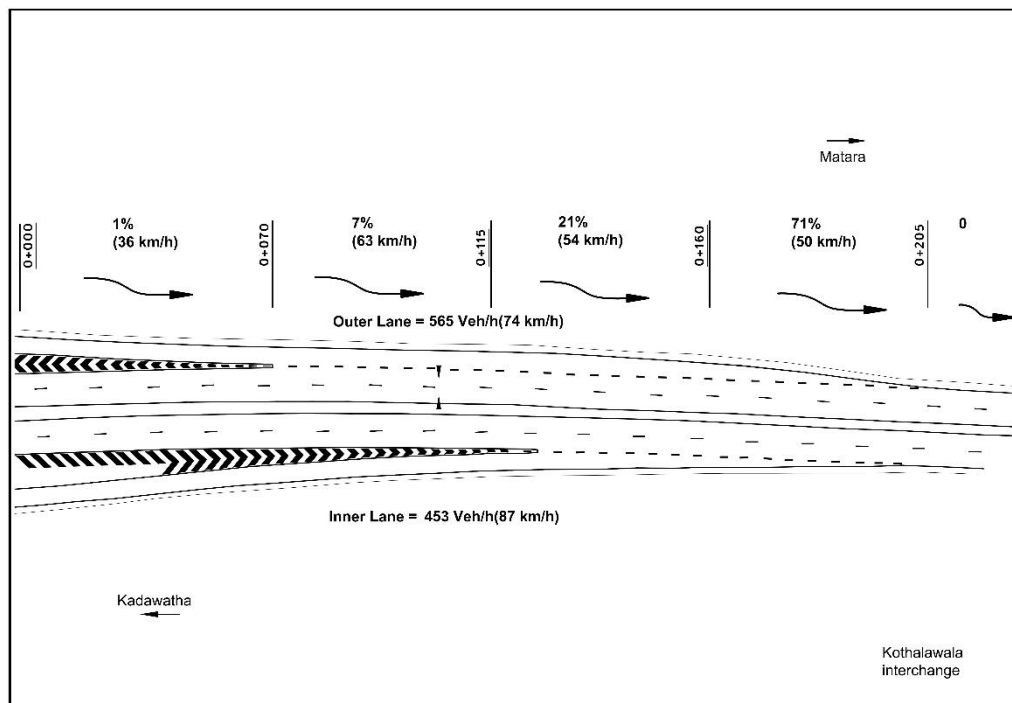 Matara
1%
(36 km/h)
7%
(63 km/h)
21%
(54 km/h)
71%
(50 km/h)
0
0+000
0+070
0+115
0+160
0+205
Outer Lane = 565 Veh/h(74 km/h)
Inner Lane = 453 Veh/h(87 km/h)
Kadawatha
Kothalawala
interchange